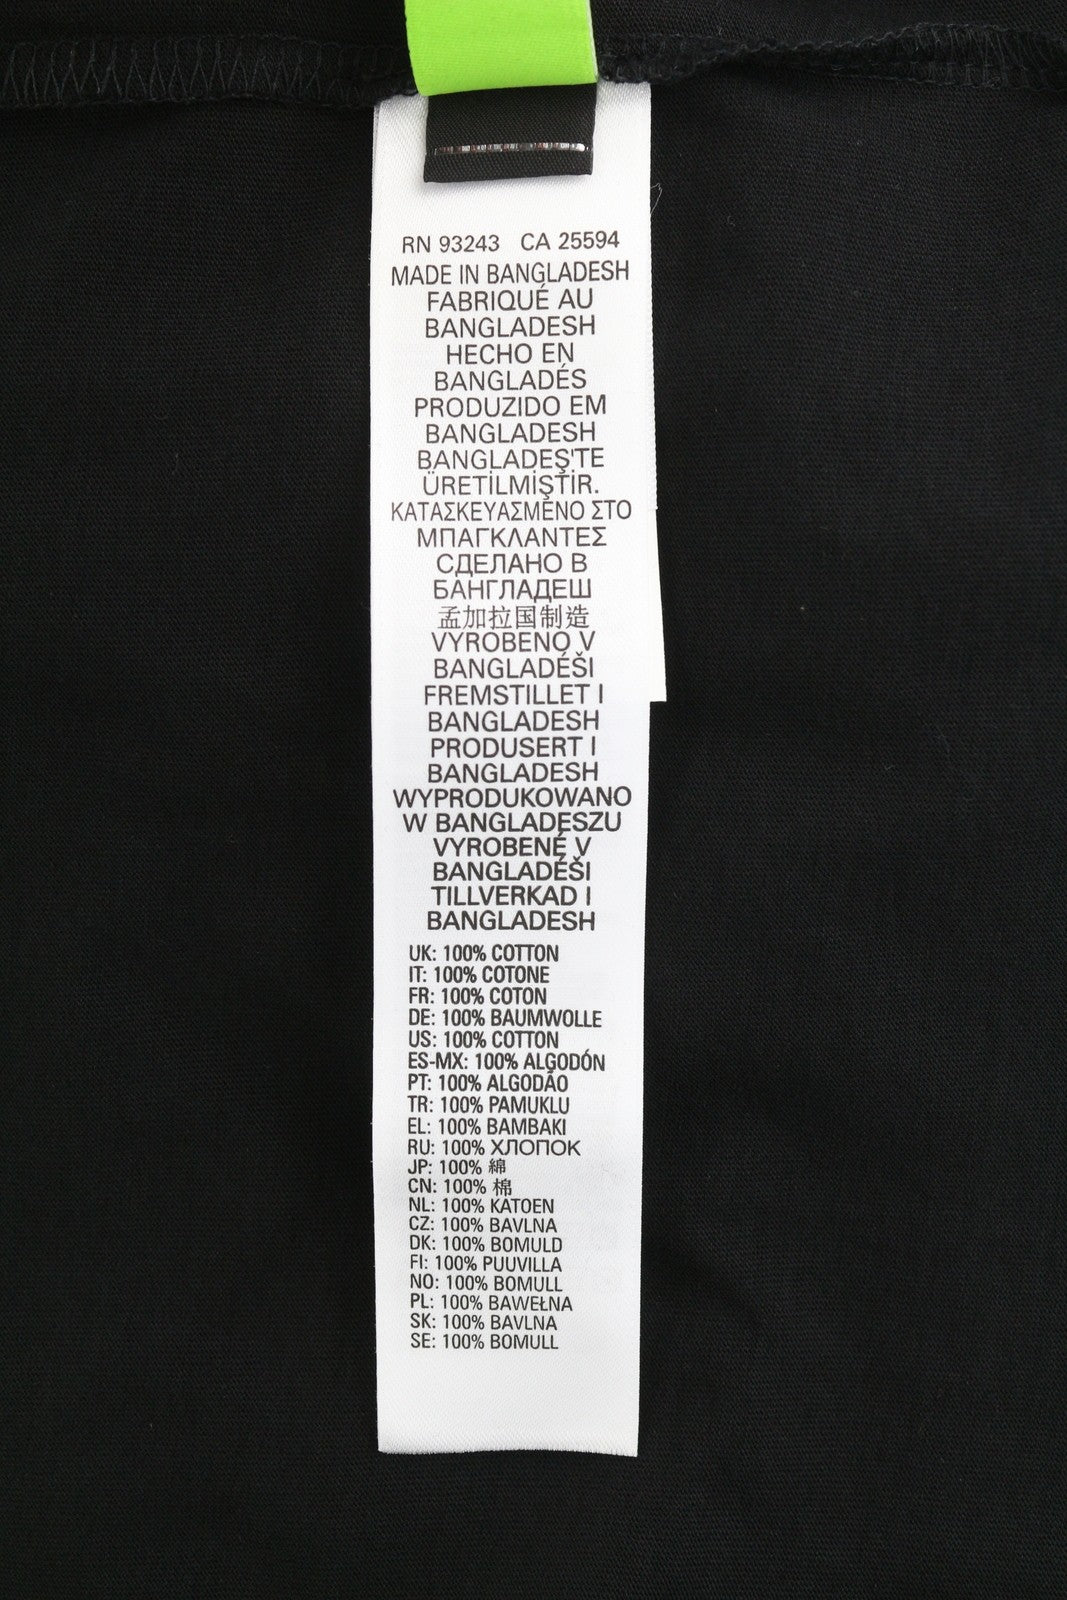 RN 93243 CA 25594
MADE IN BANGLADESH
FABRIQUÉ AU
BANGLADESH
HECHO EN
BANGLADÉS
PRODUZIDO EM
BANGLADESH
BANGLADEŞ'TE
ÜRETİLMİŞTİR.
ΚΑΤΑΣΚΕΥΑΣΜΕΝΟ ΣΤΟ
ΜΠΑΓΚΛΑΝΤΕΣ
СДЕЛАНО В
БАНГЛАДЕШ
孟加拉国制造
VYROBENO V
BANGLADÉŠI
FREMSTILLET I
BANGLADESH
PRODUSERT I
BANGLADESH
WYPRODUKOWANO
W BANGLADESZU
VYROBENÉ V
BANGLADÉŠI
TILLVERKAD I
BANGLADESH
UK: 100% COTTON
IT: 100% COTONE
FR: 100% COTON
DE: 100% BAUMWOLLE
US: 100% COTTON
ES-MX: 100% ALGODÓN
PT: 100% ALGODÃO
TR: 100% PAMUKLU
EL: 100% BAMBAKI
RU: 100% ХЛОПОК
JP: 100% 綿
CN: 100% 棉
NL: 100% KATOEN
CZ: 100% BAVLNA
DK: 100% BOMULD
FI: 100% PUUVILLA
NO: 100% BOMULL
PL: 100% BAWEŁNA
SK: 100% BAVLNA
SE: 100% BOMULL